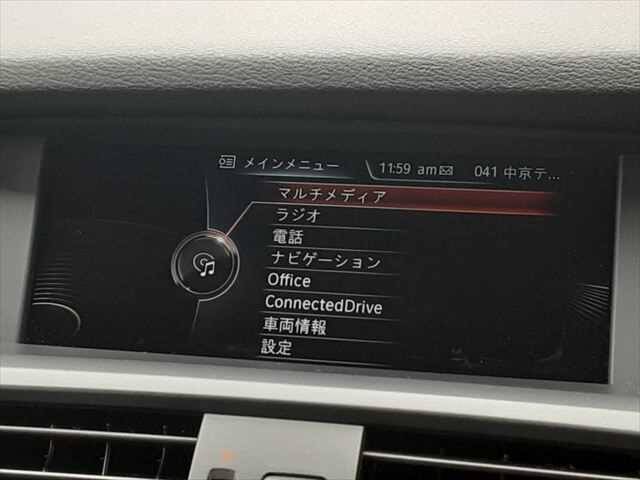 メインメニュー 11:59 am 041 中京テ...
マルチメディア
ラジオ
電話
ナビゲーション
Office
ConnectedDrive
車両情報
設定